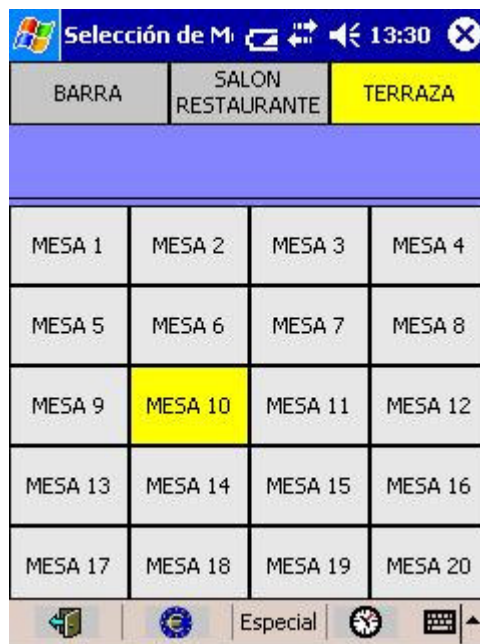 Selección de M 13:30
BARRA
SALON
RESTAURANTE
TERRAZA
MESA 1 MESA 2 MESA 3 MESA 4
MESA 5 MESA 6 MESA 7 MESA 8
MESA 9 MESA 10 MESA 11 MESA 12
MESA 13 MESA 14 MESA 15 MESA 16
MESA 17 MESA 18 MESA 19 MESA 20
Especial